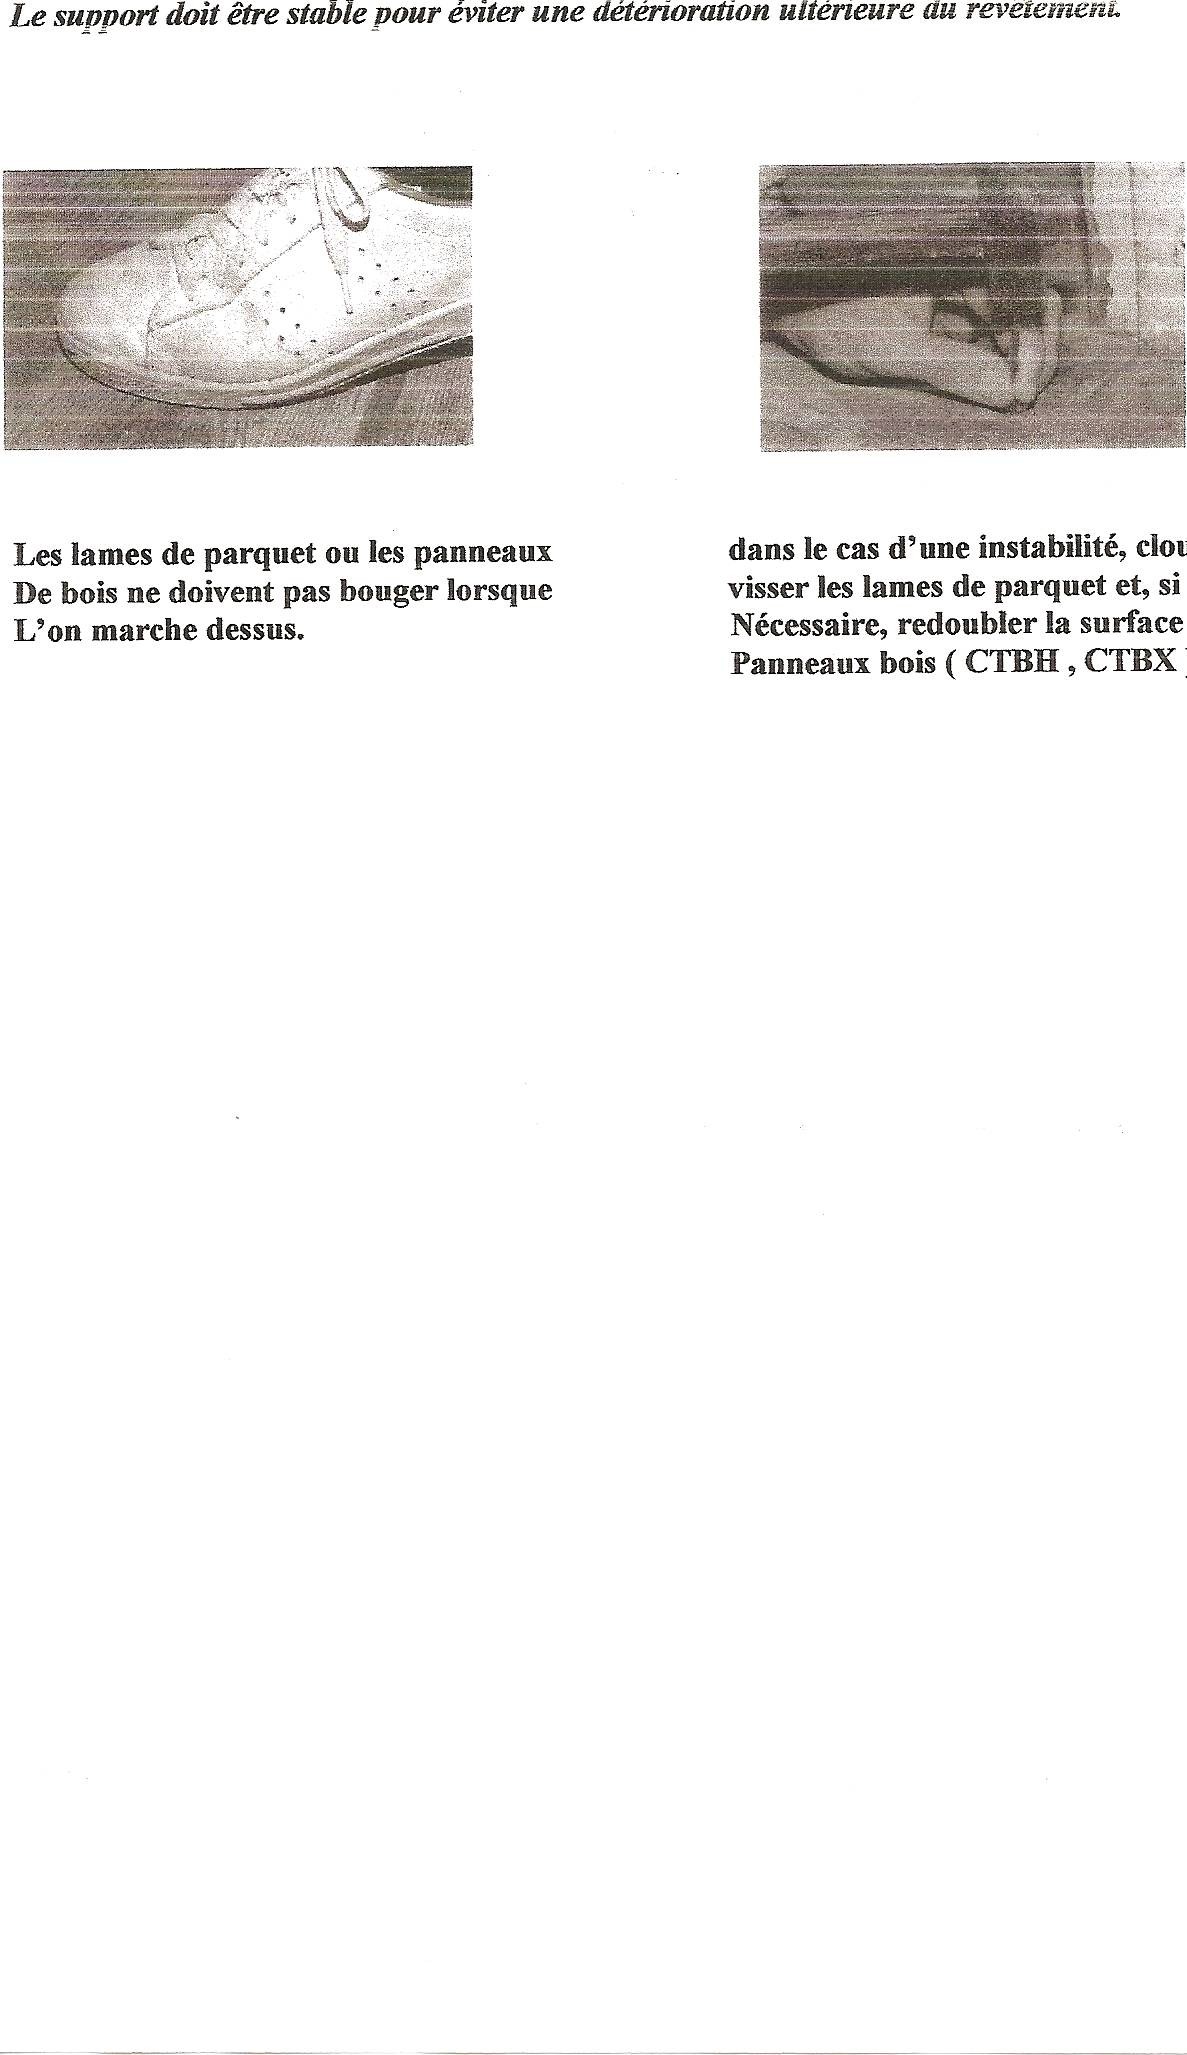 Le support doit être stable pour éviter une détérioration ultérieure du revêtement.
Les lames de parquet ou les panneaux
De bois ne doivent pas bouger lorsque
L'on marche dessus.
dans le cas d'une instabilité, clou
visser les lames de parquet et, si
Nécessaire, redoubler la surface
Panneaux bois ( CTBH , CTBX )